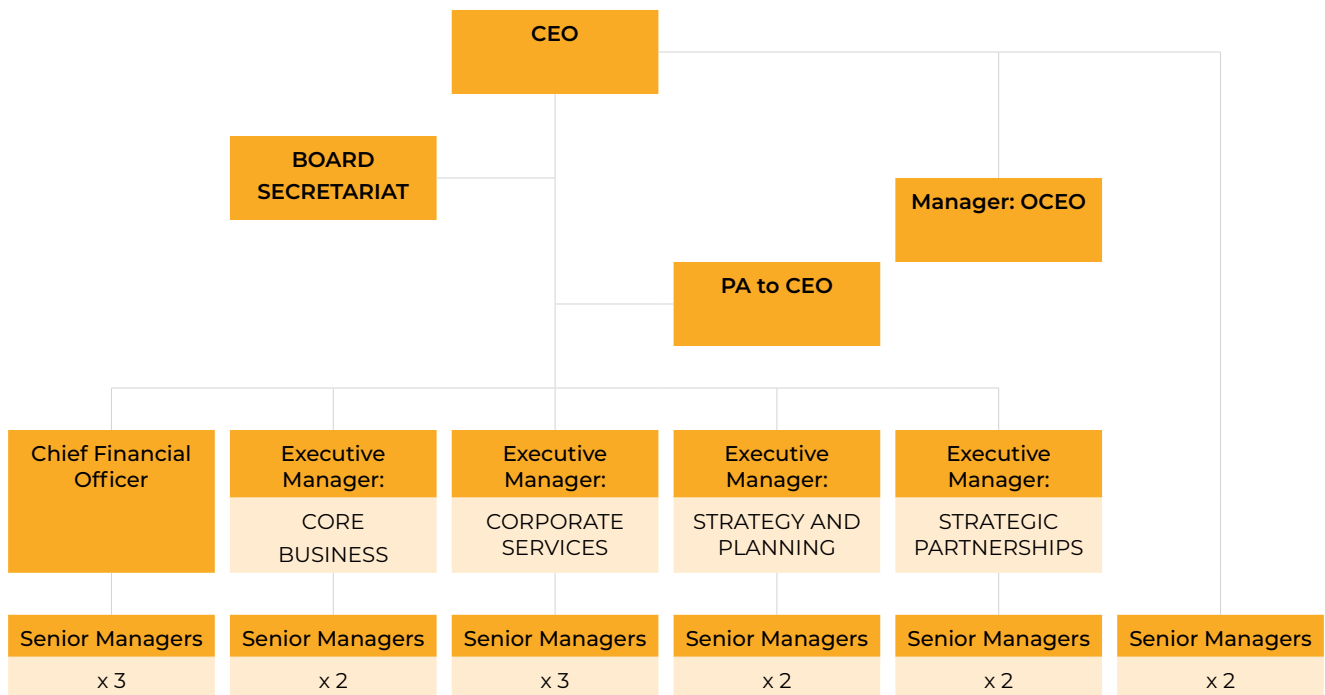 CEO
BOARD
SECRETARIAT
Manager: OCEO
PA to CEO
Chief Financial
Officer
Executive
Manager:
CORE
BUSINESS
Executive
Manager:
CORPORATE
SERVICES
Executive
Manager:
STRATEGY AND
PLANNING
Executive
Manager:
STRATEGIC
PARTNERSHIPS
Senior Managers
x 3
Senior Managers
x 2
Senior Managers
x 3
Senior Managers
x 2
Senior Managers
x 2
Senior Managers
x 2